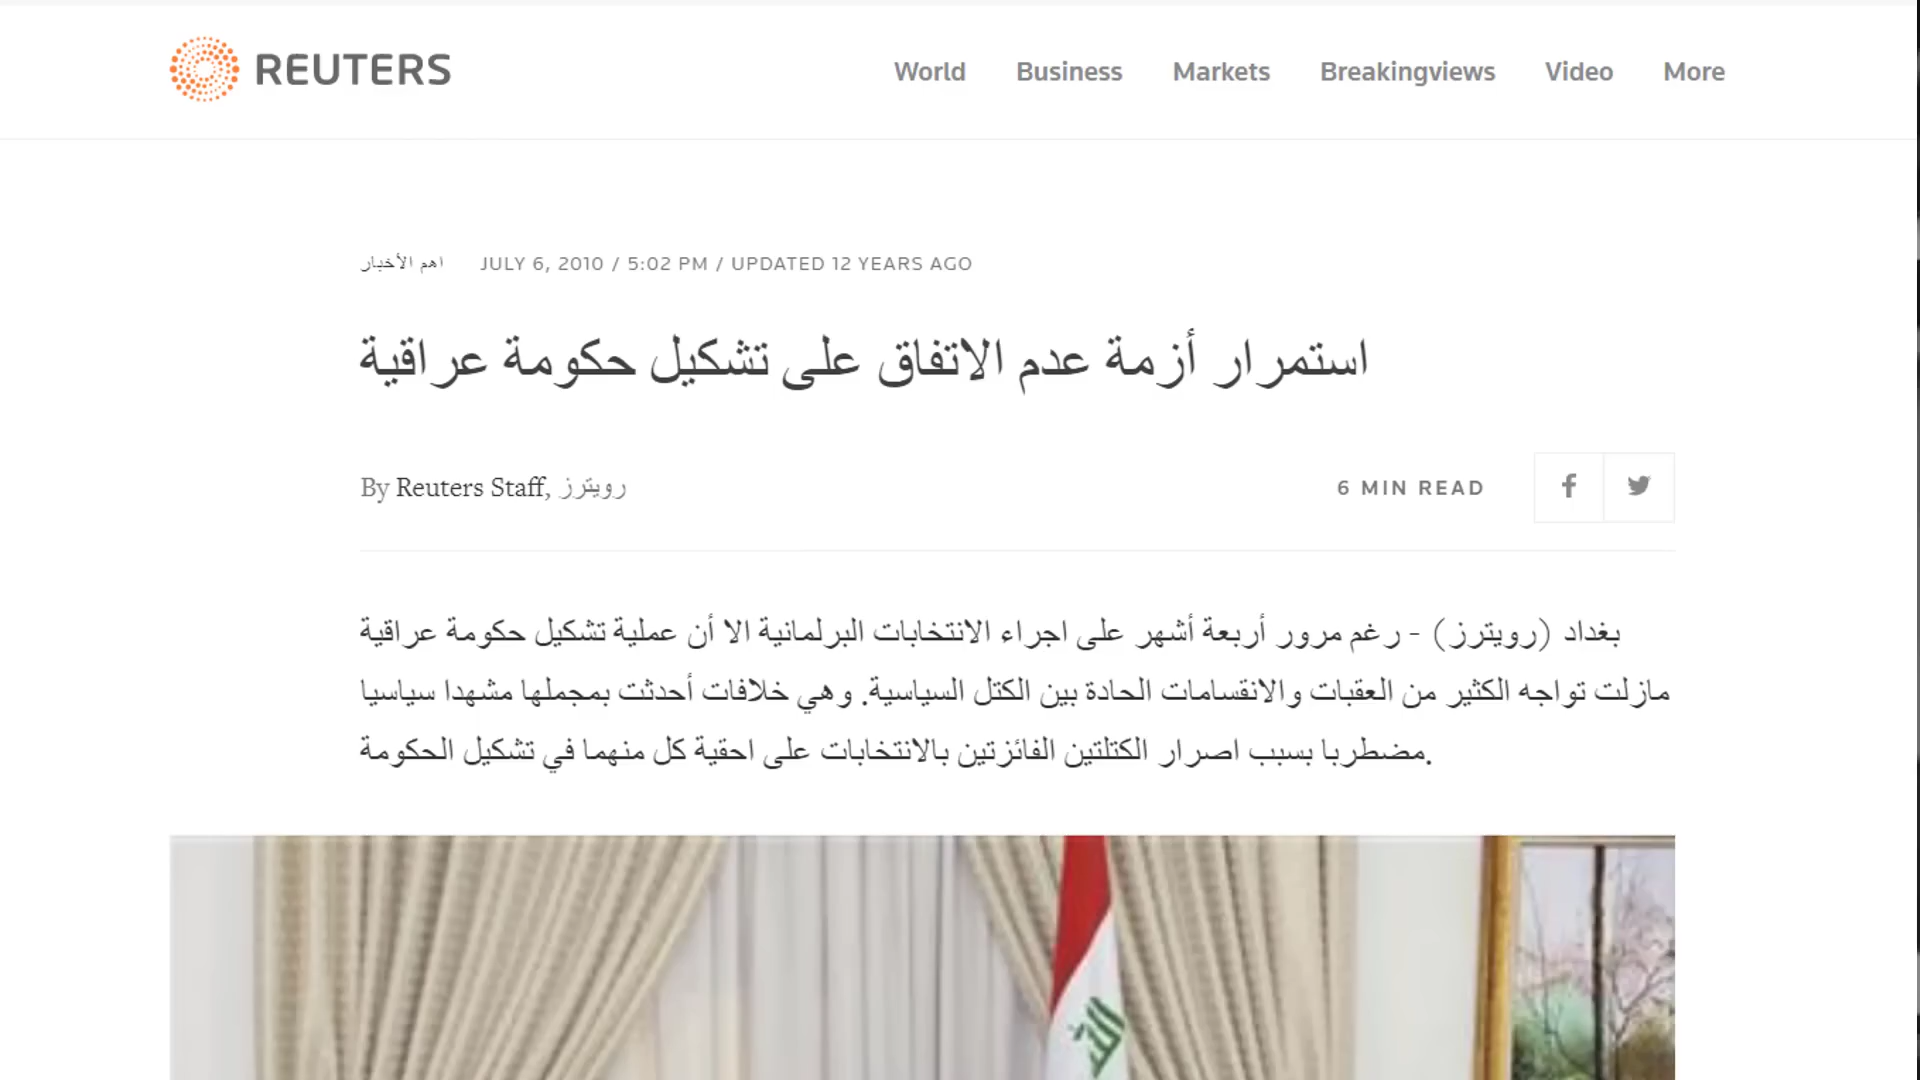 REUTERS
World Business Markets Breakingviews Video More
اهم الأخبار JULY 6, 2010 / 5:02 PM / UPDATED 12 YEARS AGO
استمرار أزمة عدم الاتفاق على تشكيل حكومة عراقية
By Reuters Staff, رويترز
6 MIN READ
بغداد (رويترز) - رغم مرور أربعة أشهر على اجراء الانتخابات البرلمانية الا أن عملية تشكيل حكومة عراقية
مازلت تواجه الكثير من العقبات والانقسامات الحادة بين الكتل السياسية. وهي خلافات أحدثت بمجملها مشهدا سياسيا
مضطربا بسبب اصرار الكتلتين الفائزتين بالانتخابات على احقية كل منهما في تشكيل الحكومة.
الله